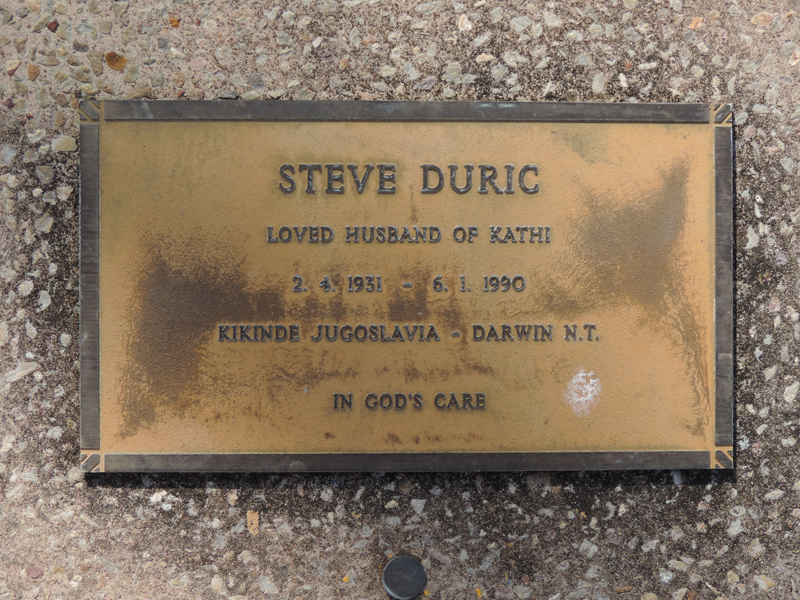 STEVE DURIC
LOVED HUSBAND OF KATHI
2. 4. 1931 - 6. 1. 1990
KIKINDE JUGOSLAVIA - DARWIN N.T.
IN GOD'S CARE